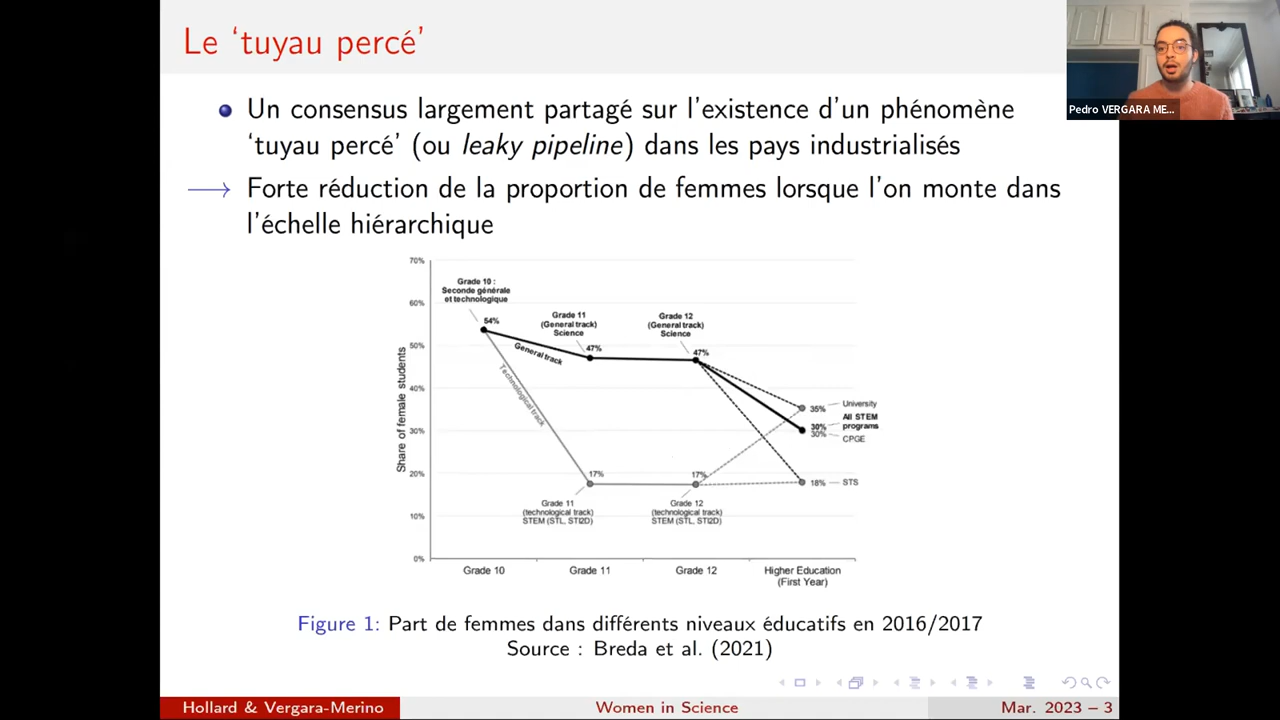 Le ‘tuyau percé’
Pedro VERGARA ME...
Un consensus largement partagé sur l'existence d'un phénomène
‘tuyau percé’ (ou leaky pipeline) dans les pays industrialisés
Forte réduction de la proportion de femmes lorsque l'on monte dans
l'échelle hiérarchique
70%
60%
50%
40%
30%
20%
10%
0%
Share of female students
Grade 10 :
Seconde générale
et technologique
54%
General track
Technological track
Grade 11
(General track)
Science
47%
Grade 12
(General track)
Science
47%
17%
Grade 11
(technological track)
STEM (STL, STI2D)
17%
Grade 12
(technological track)
STEM (STL, STI2D)
35% University
30% All STEM
programs
30% CPGE
18% STS
Grade 10
Grade 11
Grade 12
Higher Education
(First Year)
Figure 1: Part de femmes dans différents niveaux éducatifs en 2016/2017
Source : Breda et al. (2021)
Hollard & Vergara-Merino
Women in Science
Mar. 2023 – 3